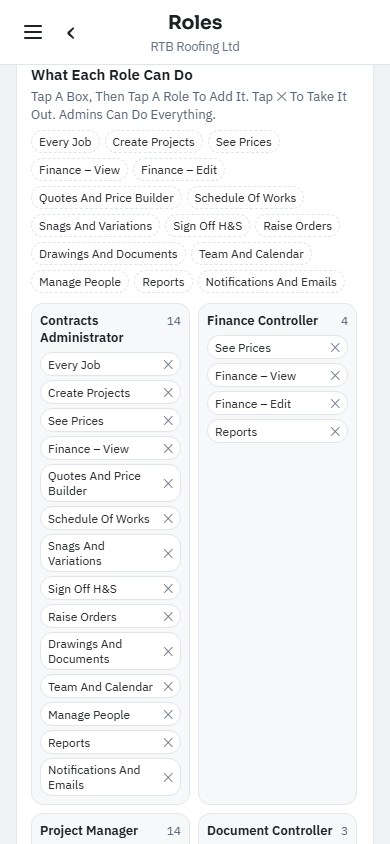 Roles
RTB Roofing Ltd
What Each Role Can Do
Tap A Box, Then Tap A Role To Add It. Tap × To Take It
Out. Admins Can Do Everything.
Every Job
Create Projects
See Prices
Finance – View
Finance – Edit
Quotes And Price Builder
Schedule Of Works
Snags And Variations
Sign Off H&S
Raise Orders
Drawings And Documents
Team And Calendar
Manage People
Reports
Notifications And Emails
Contracts
Administrator
14
Every Job
Create Projects
See Prices
Finance – View
Quotes And Price
Builder
Schedule Of Works
Snags And
Variations
Sign Off H&S
Raise Orders
Drawings And
Documents
Team And Calendar
Manage People
Reports
Notifications And
Emails
Finance Controller
4
See Prices
Finance – View
Finance – Edit
Reports
Project Manager
14
Document Controller
3